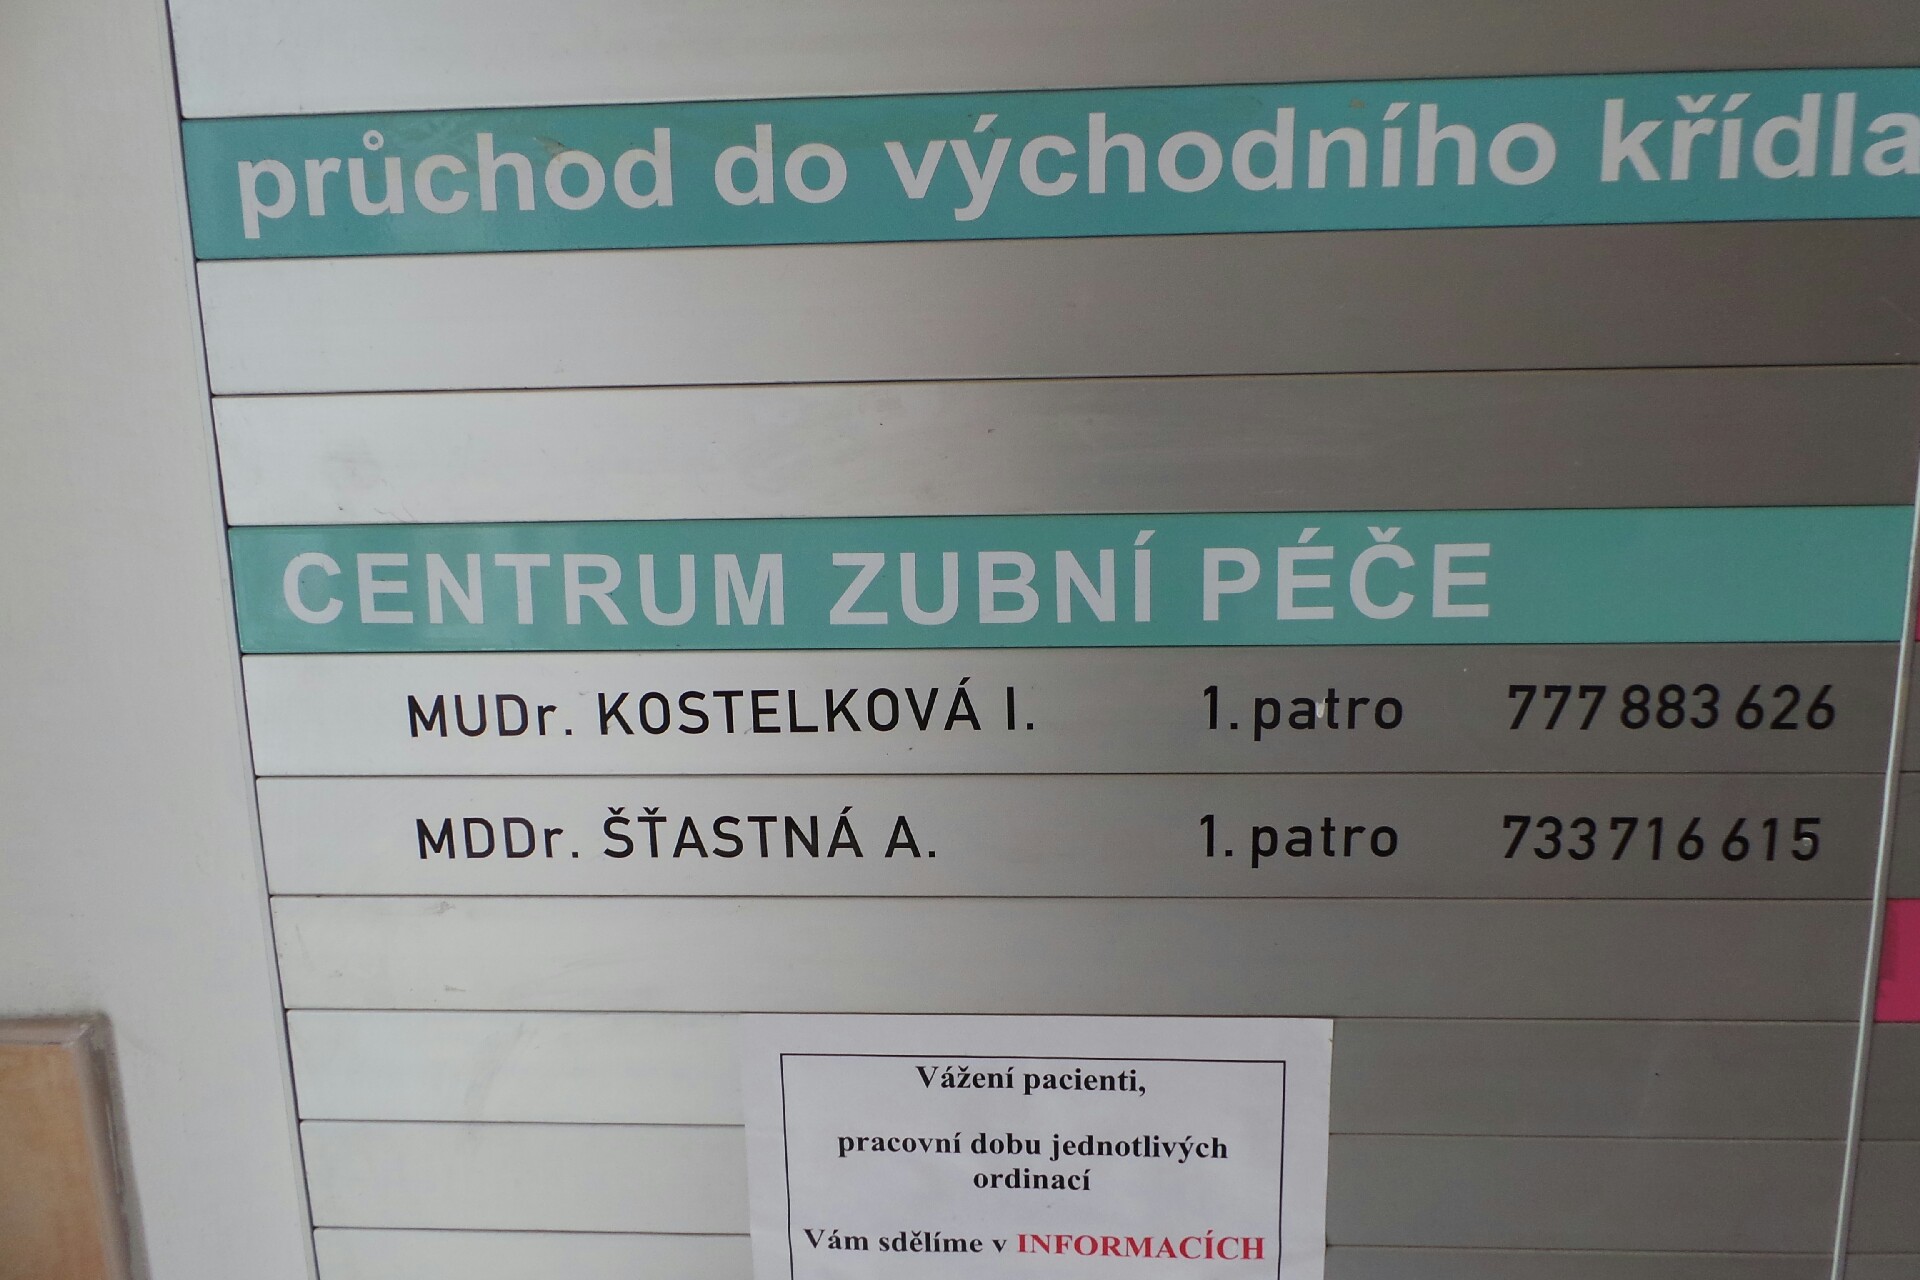 průchod do východního křídla
CENTRUM ZUBNÍ PÉČE
MUDr. KOSTELKOVÁ I. 1. patro 777 883 626
MDDr. ŠŤASTNÁ A. 1. patro 733 716 615
Vážení pacienti,
pracovní dobu jednotlivých
ordinací
Vám sdělíme v INFORMACÍCH